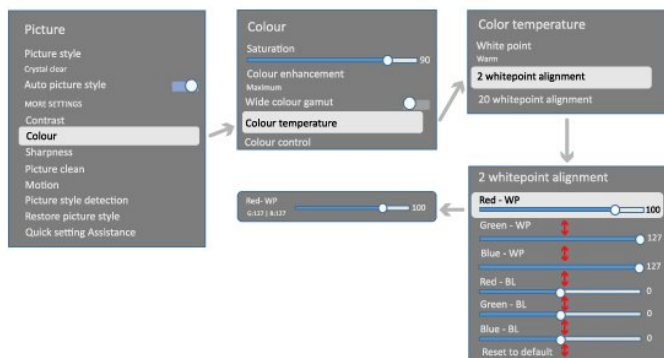 Picture
Picture style
Crystal clear
Auto picture style
MORE SETTINGS
Contrast
Colour
Sharpness
Picture clean
Motion
Picture style detection
Restore picture style
Quick setting Assistance
Colour
Saturation
90
Colour enhancement
Maximum
Wide colour gamut
Colour temperature
Colour control
Color temperature
White point
Warm
2 whitepoint alignment
20 whitepoint alignment
2 whitepoint alignment
Red - WP
100
Green - WP
127
Blue - WP
127
Red - BL
0
Green - BL
0
Blue - BL
0
Reset to default
Red- WP
G:127 | B:127
100